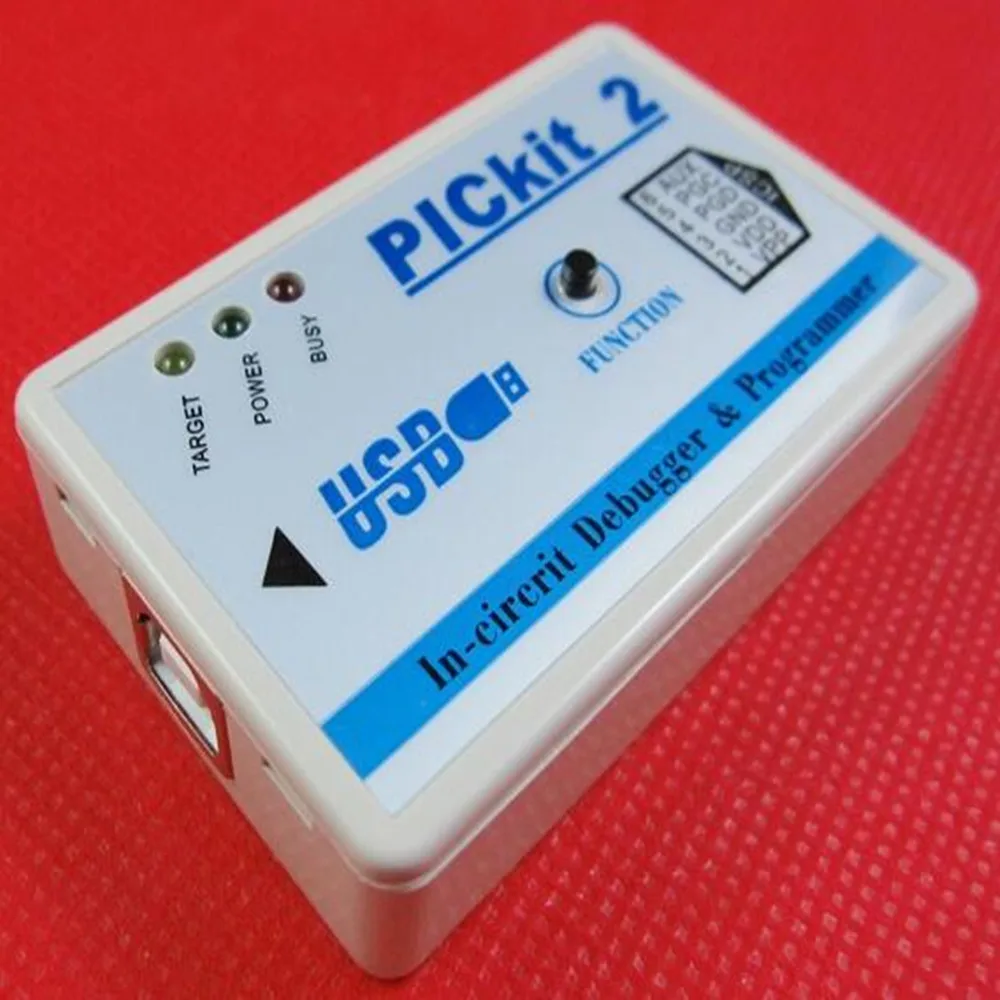 PICkit 2
ICSP
6 AUX
5 PGC
4 PGD
3 GND
2 VDD
1 VPP
FUNCTION
BUSY
POWER
TARGET
USB
In-circrit Debugger & Programmer